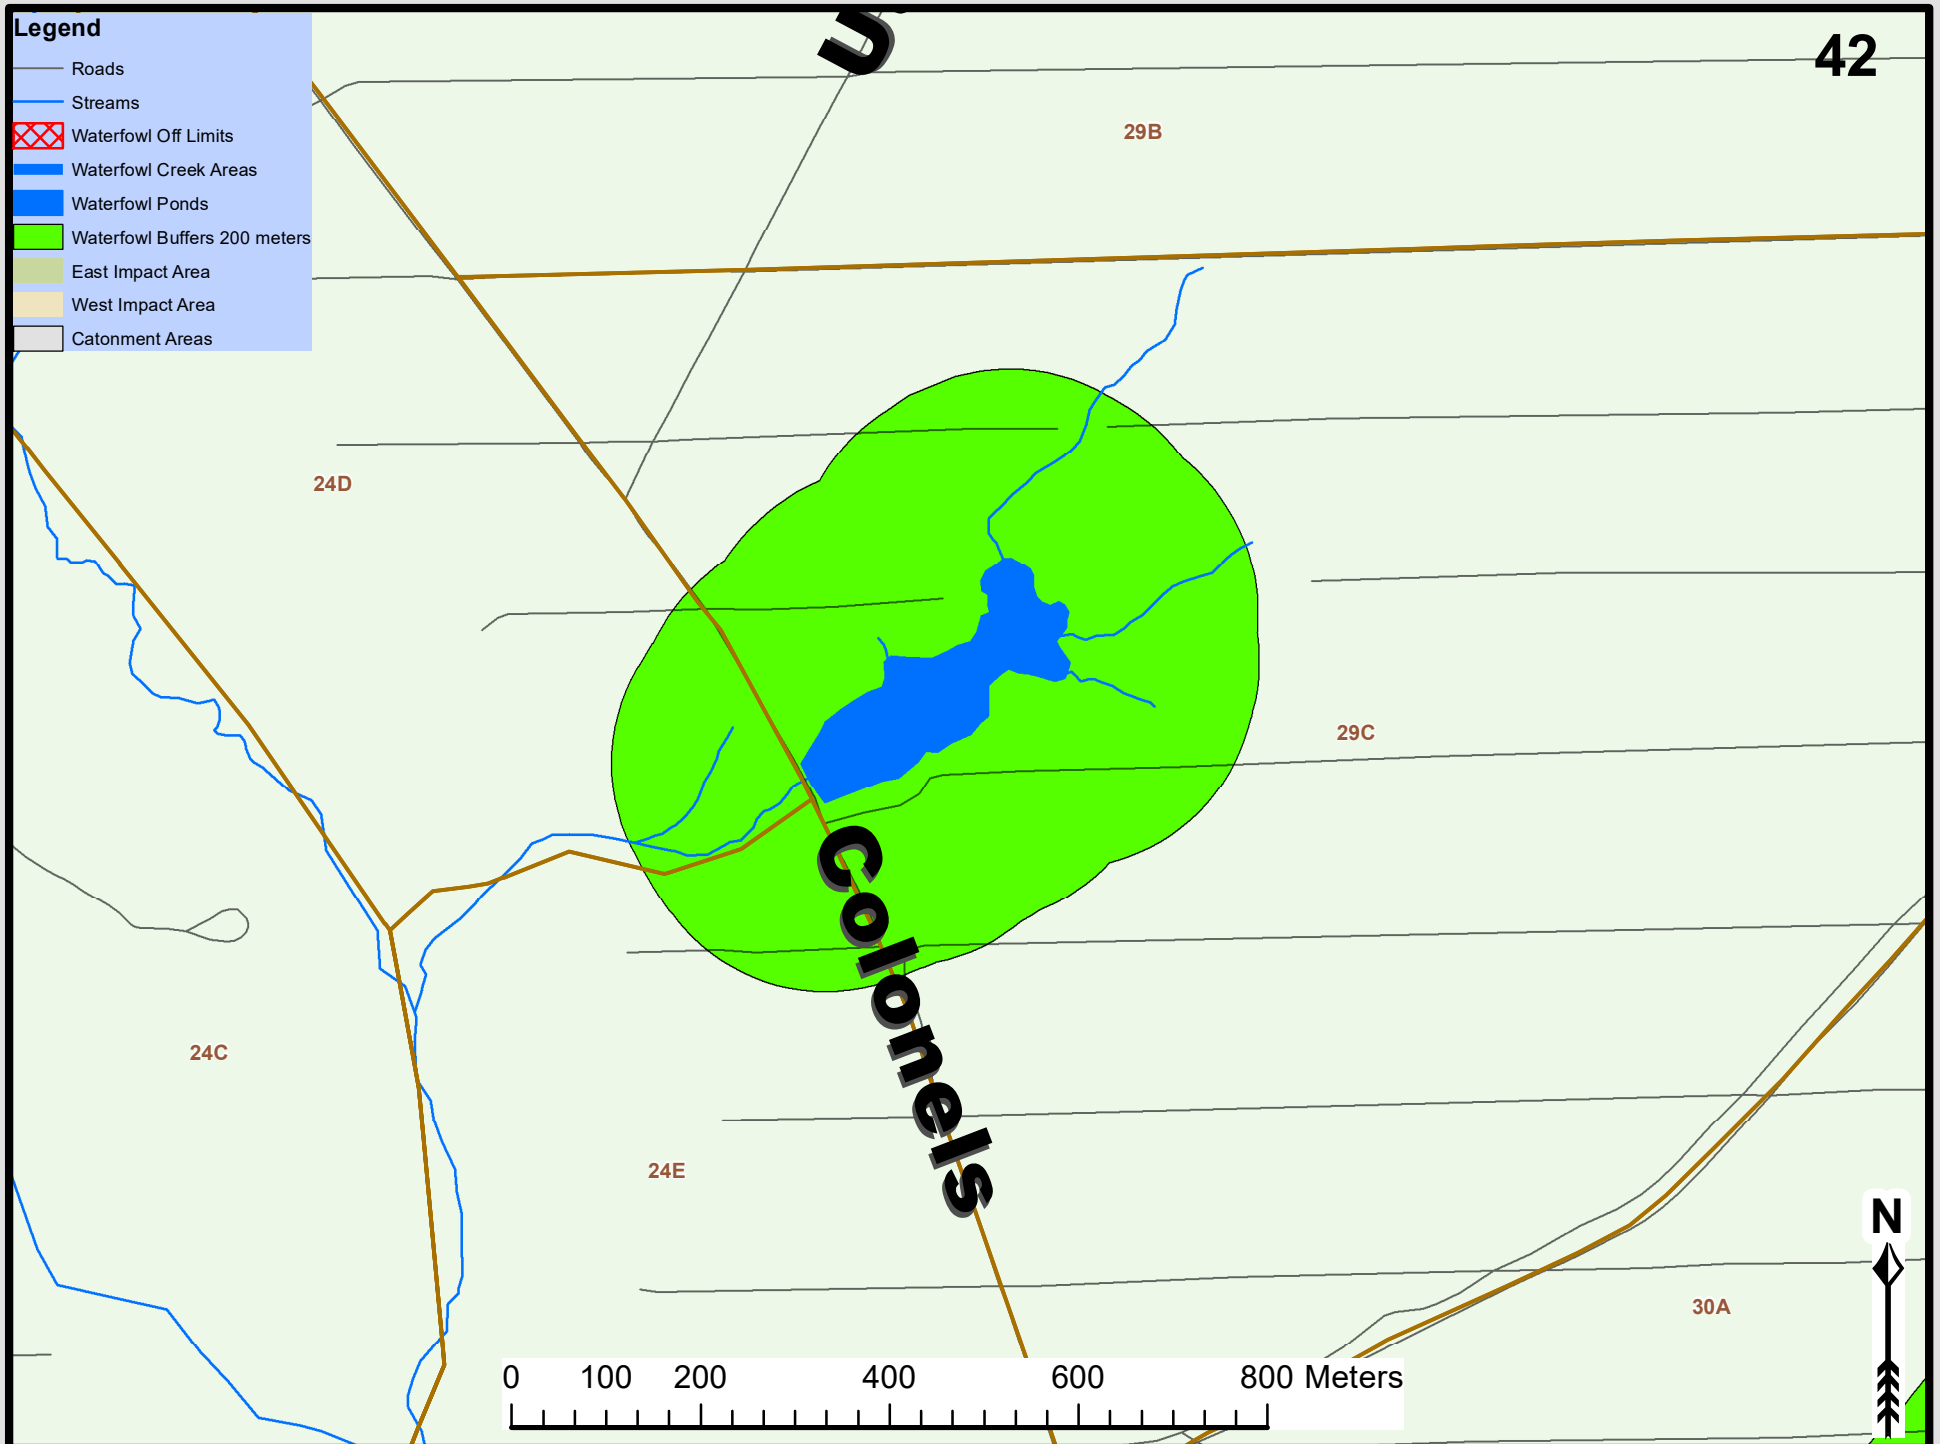 Legend
Roads
Streams
Waterfowl Off Limits
Waterfowl Creek Areas
Waterfowl Ponds
Waterfowl Buffers 200 meters
East Impact Area
West Impact Area
Catonment Areas
42
29B
24D
29C
Colonels
24C
24E
N
30A
0 100 200 400 600 800 Meters